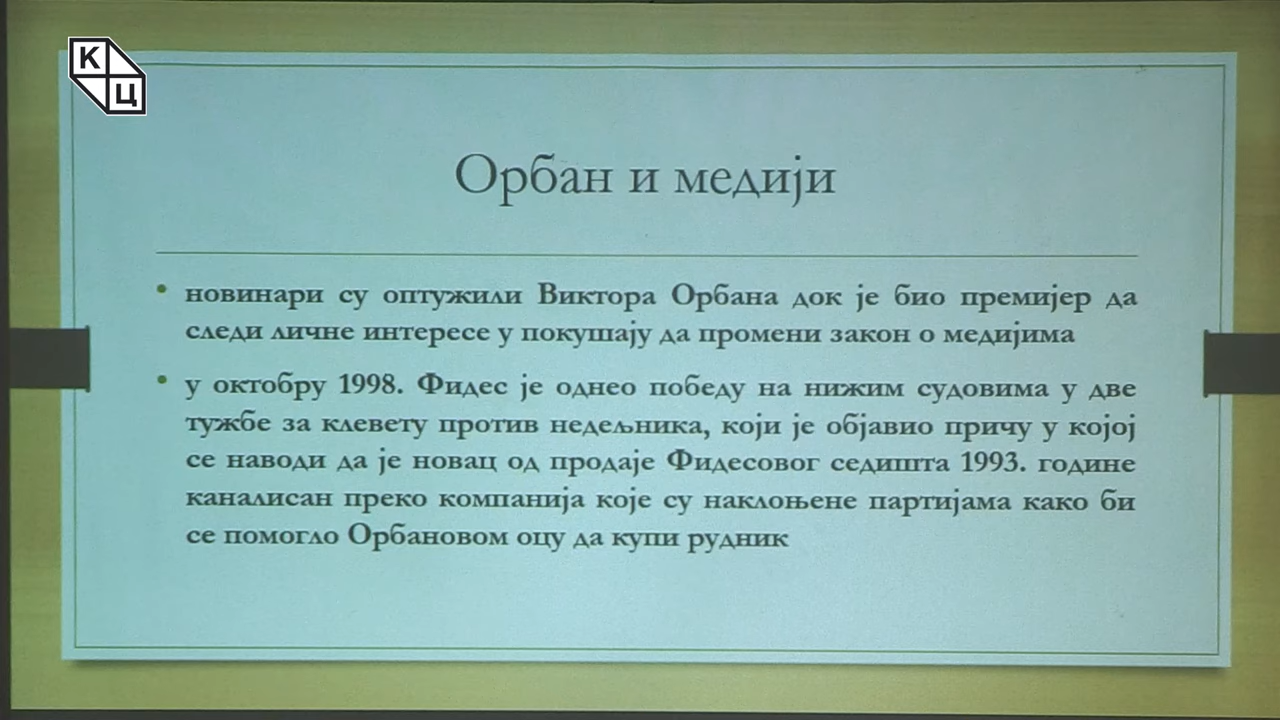 К
Ц
Орбан и медији
• новинари су оптужили Виктора Орбана док је био премијер да
следи личне интересе у покушају да промени закон о медијима
• у октобру 1998. Фидес је однео победу на нижим судовима у две
тужбе за клевету против недељника, који је објавио причу у којој
се наводи да је новац од продаје Фидесовог седишта 1993. године
каналисан преко компанија које су наклоњене партијама како би
се помогло Орбановом оцу да купи рудник